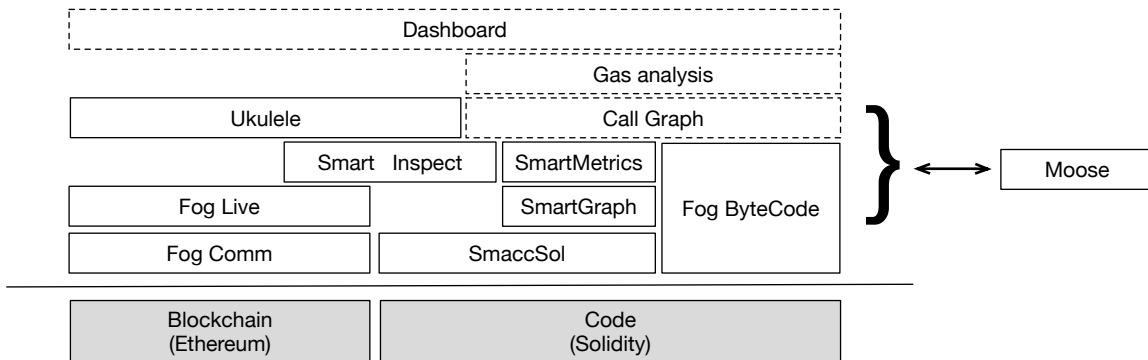 Dashboard
Gas analysis
Ukulele
Call Graph
Smart Inspect
SmartMetrics
Moose
Fog Live
SmartGraph
Fog ByteCode
Fog Comm
SmaccSol
Blockchain
(Ethereum)
Code
(Solidity)